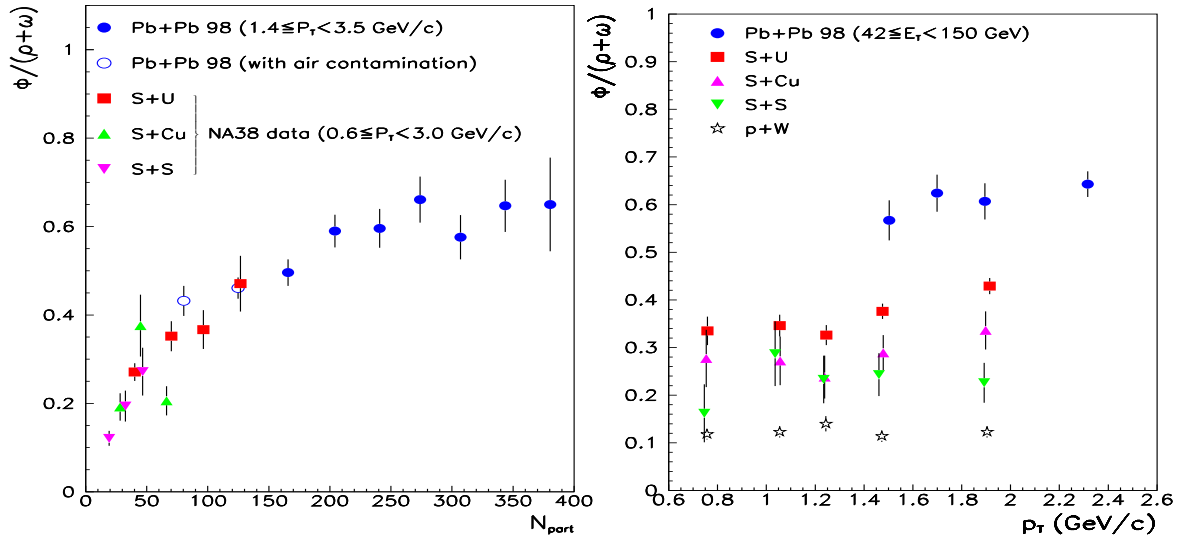 ϕ/(ρ+ω)
1
0.8
0.6
0.4
0.2
0
Pb+Pb 98 (1.4≦P_T<3.5 GeV/c)
Pb+Pb 98 (with air contamination)
S+U
S+Cu
S+S
NA38 data (0.6≦P_T<3.0 GeV/c)
0 50 100 150 200 250 300 350 400
N_part
ϕ/(ρ+ω)
1
0.9
0.8
0.7
0.6
0.5
0.4
0.3
0.2
0.1
0
Pb+Pb 98 (42≦E_T<150 GeV)
S+U
S+Cu
S+S
p+W
0.6 0.8 1 1.2 1.4 1.6 1.8 2 2.2 2.4 2.6
p_T (GeV/c)